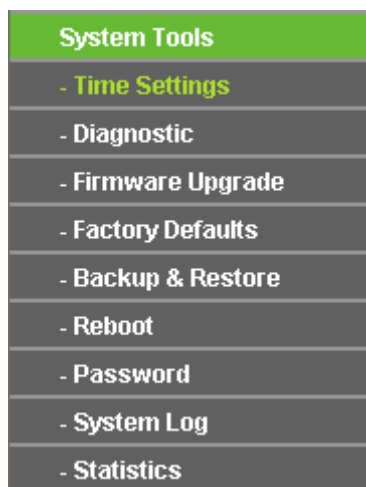 System Tools
- Time Settings
- Diagnostic
- Firmware Upgrade
- Factory Defaults
- Backup & Restore
- Reboot
- Password
- System Log
- Statistics